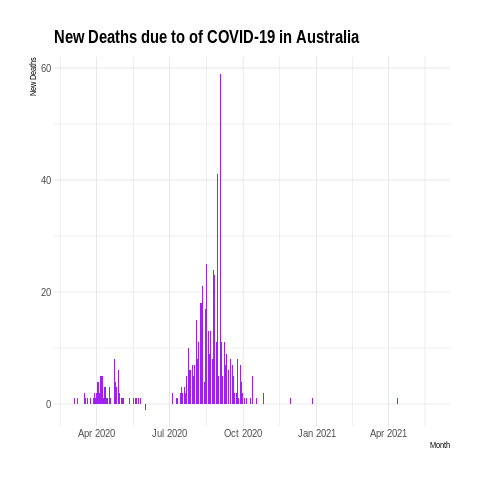 New Deaths due to of COVID-19 in Australia
New Deaths
60
40
20
0
Apr 2020 Jul 2020 Oct 2020 Jan 2021 Apr 2021
Month